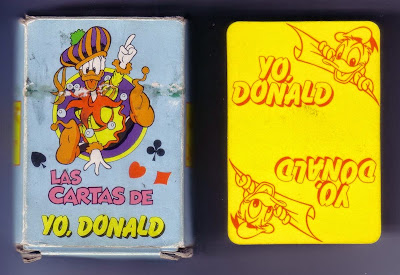 LAS
CARTAS DE
YO, DONALD
YO,
DONALD
YO,
DONALD